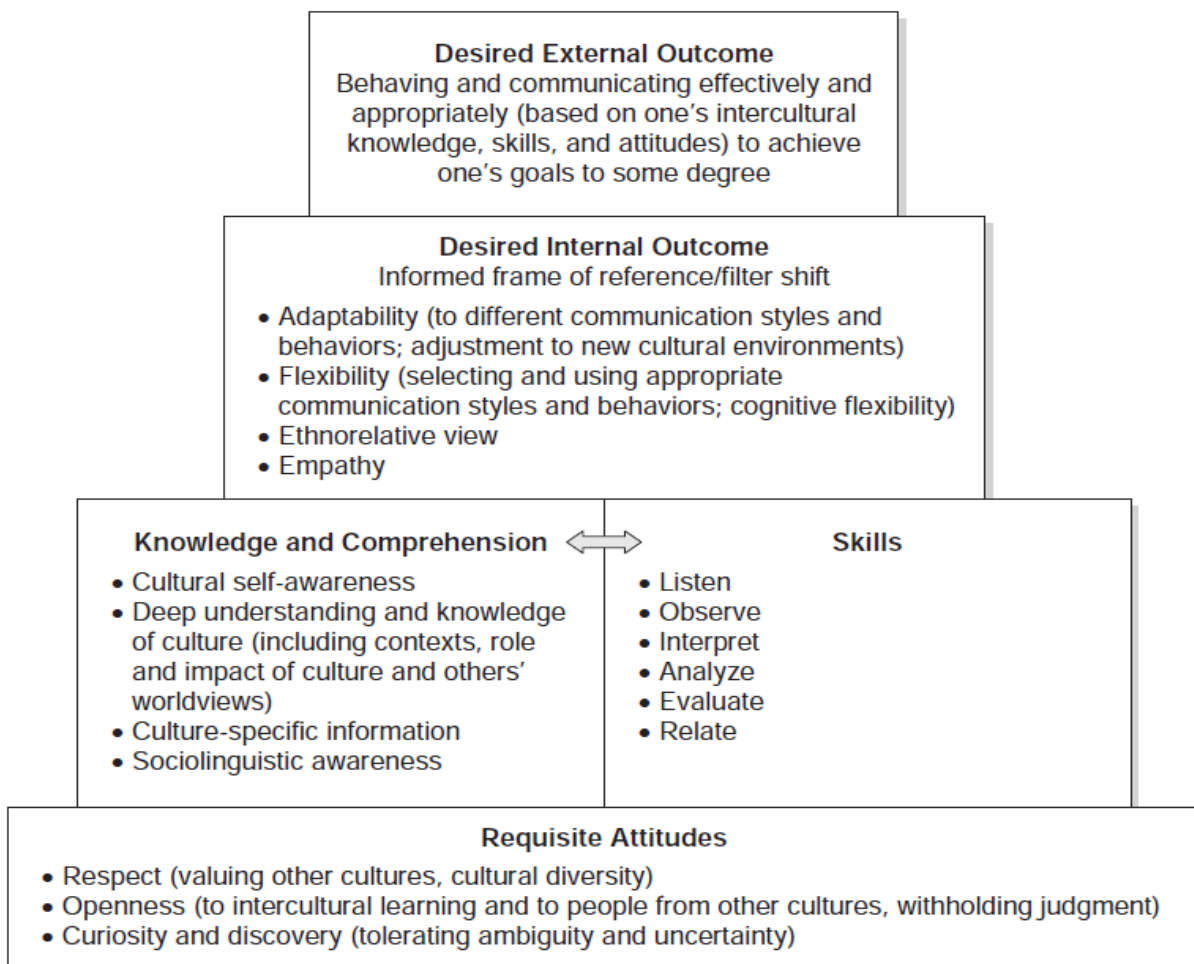 Desired External Outcome
Behaving and communicating effectively and
appropriately (based on one's intercultural
knowledge, skills, and attitudes) to achieve
one's goals to some degree
Desired Internal Outcome
Informed frame of reference/filter shift
• Adaptability (to different communication styles and
behaviors; adjustment to new cultural environments)
• Flexibility (selecting and using appropriate
communication styles and behaviors; cognitive flexibility)
• Ethnorelative view
• Empathy
Knowledge and Comprehension
• Cultural self-awareness
• Deep understanding and knowledge
of culture (including contexts, role
and impact of culture and others'
worldviews)
• Culture-specific information
• Sociolinguistic awareness
Skills
• Listen
• Observe
• Interpret
• Analyze
• Evaluate
• Relate
Requisite Attitudes
• Respect (valuing other cultures, cultural diversity)
• Openness (to intercultural learning and to people from other cultures, withholding judgment)
• Curiosity and discovery (tolerating ambiguity and uncertainty)